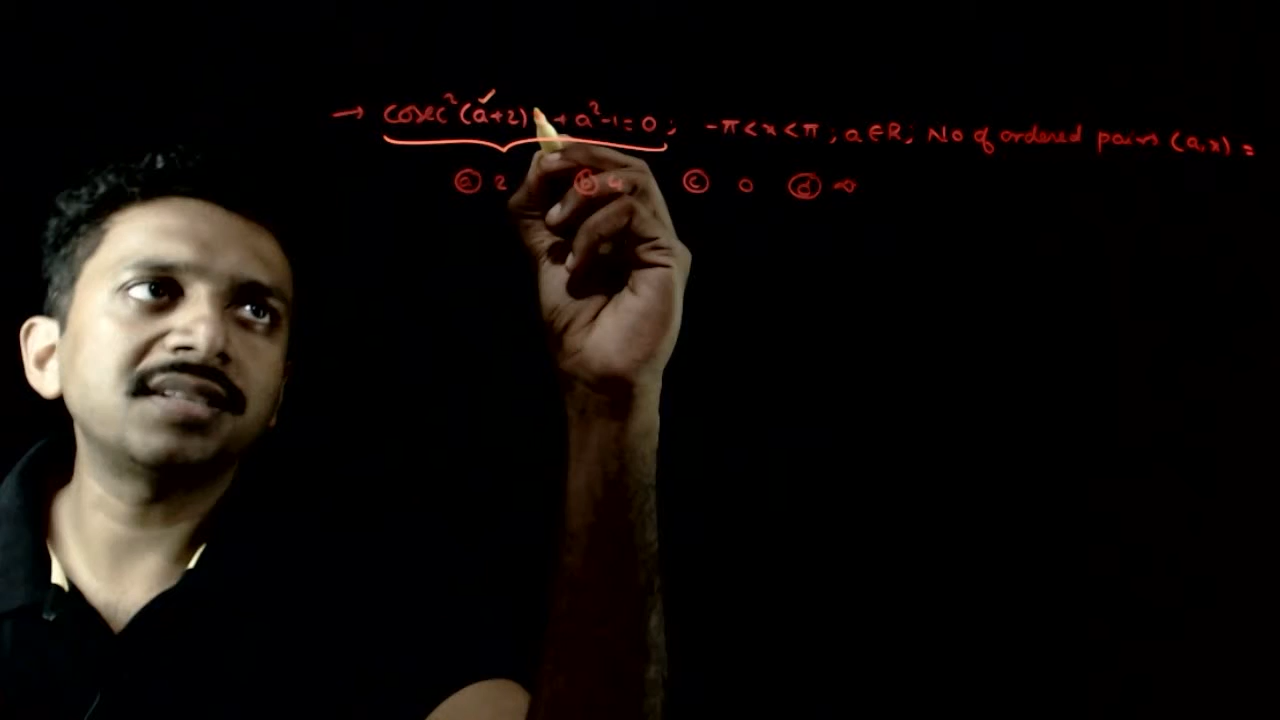 → cosec²(a+2) + a²-1=0 ; -π<x<π ; a∈R ; No of ordered pairs (a,x) =
ⓐ 2 ⓑ 4 ⓒ 0 ⓓ ∞